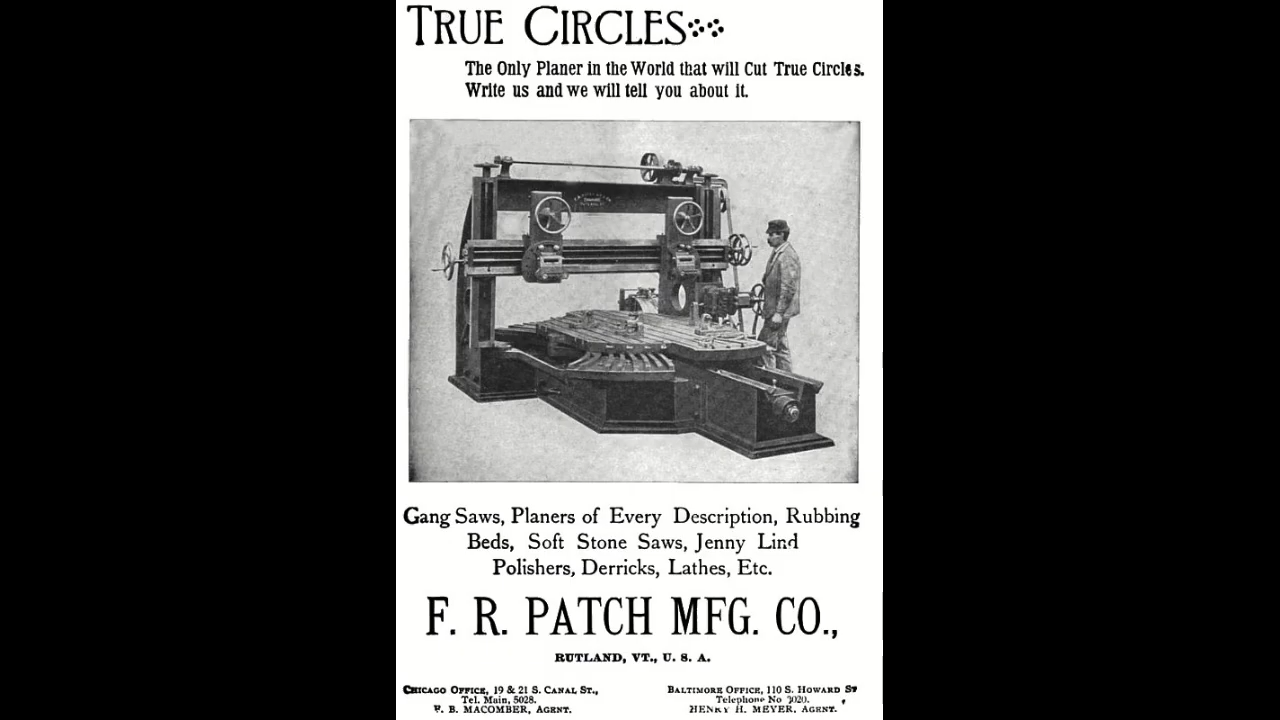 TRUE CIRCLES
The Only Planer in the World that will Cut True Circles.
Write us and we will tell you about it.
Gang Saws, Planers of Every Description, Rubbing
Beds, Soft Stone Saws, Jenny Lind
Polishers, Derricks, Lathes, Etc.
F. R. PATCH MFG. CO.,
RUTLAND, VT., U. S. A.
CHICAGO OFFICE, 19 & 21 S. CANAL ST.,
Tel. Main, 5028.
F. B. MACOMBER, AGENT.
BALTIMORE OFFICE, 110 S. HOWARD ST
Telephone No 3020.
HENRY H. MEYER, AGENT.